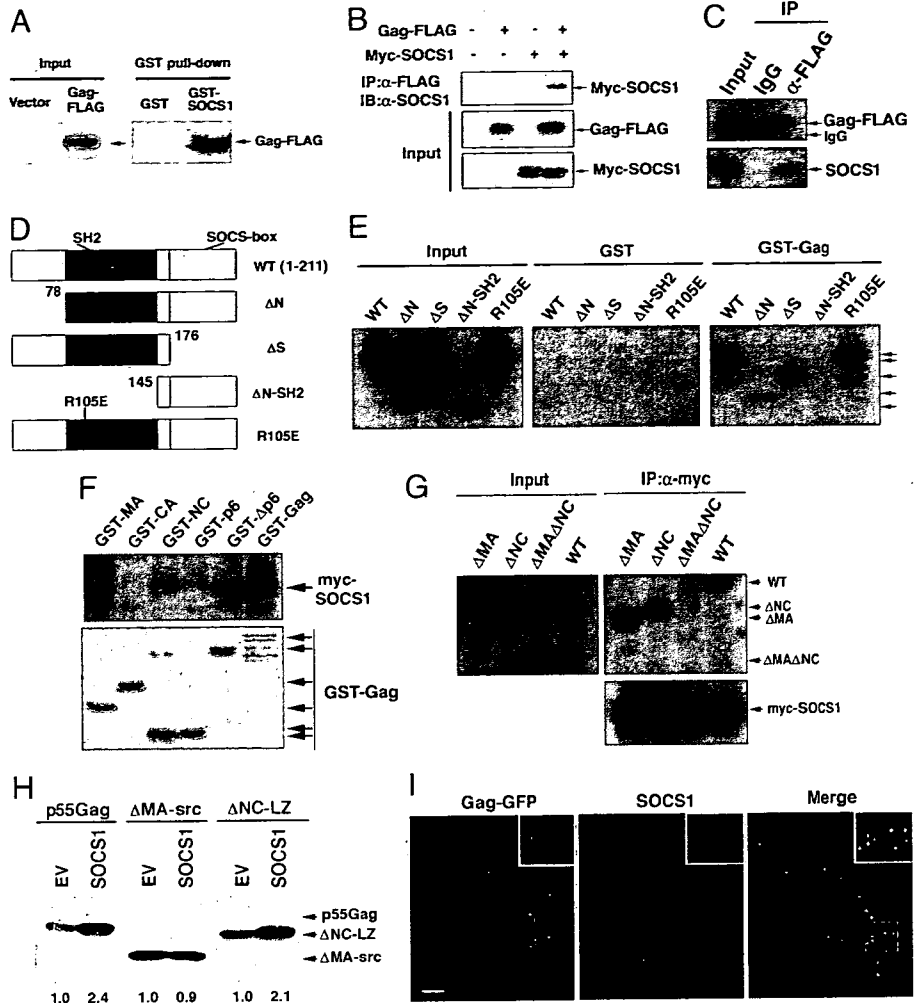 A
Input
GST pull-down
Vector
Gag-
FLAG
GST
GST-
SOCS1
Gag-FLAG
B
Gag-FLAG - + - +
Myc-SOCS1 - - + +
IP:α-FLAG
IB:α-SOCS1
Myc-SOCS1
Input
Gag-FLAG
Myc-SOCS1
C
IP
Input
IgG
α-FLAG
Gag-FLAG
IgG
SOCS1
D
SH2
SOCS-box
WT (1-211)
78
ΔN
176
ΔS
145
ΔN-SH2
R105E
R105E
E
Input
GST
GST-Gag
WT ΔN ΔS ΔN-SH2 R105E
WT ΔN ΔS ΔN-SH2 R105E
WT ΔN ΔS ΔN-SH2 R105E
F
GST-MA
GST-CA
GST-NC
GST-p6
GST-Δp6
GST-Gag
myc-
SOCS1
GST-Gag
G
Input
IP:α-myc
ΔMA ΔNC ΔMAΔNC WT
ΔMA ΔNC ΔMAΔNC WT
WT
ΔNC
ΔMA
ΔMAΔNC
myc-SOCS1
H
p55Gag
ΔMA-src
ΔNC-LZ
EV SOCS1
EV SOCS1
EV SOCS1
p55Gag
ΔNC-LZ
ΔMA-src
1.0 2.4 1.0 0.9 1.0 2.1
I
Gag-GFP
SOCS1
Merge